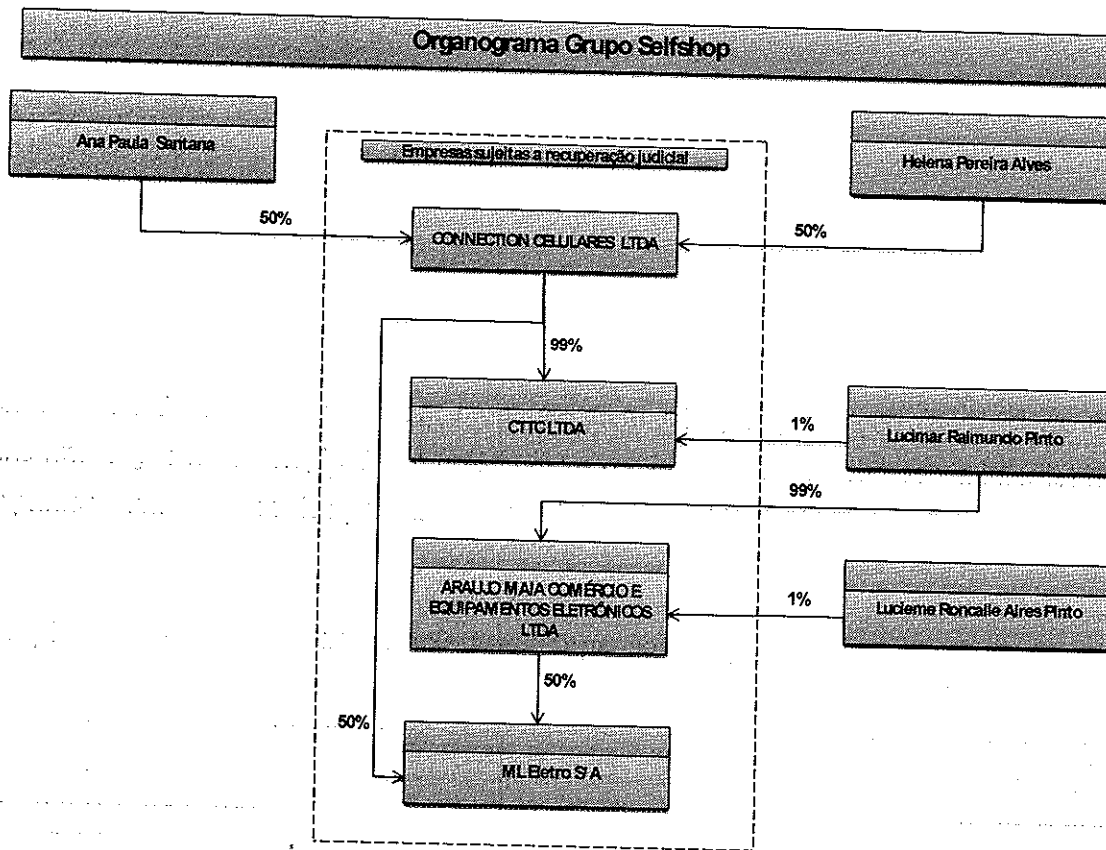 Organograma Grupo Selfshop
Ana Paula Santana
Empresas sujeitas a recuperação judicial
Helena Pereira Alves
50%
CONNECTION CELULARES LTDA
50%
99%
CTTC LTDA
1%
Lucimar Raimundo Pinto
99%
ARAUJO MAIA COMÉRCIO E
EQUIPAMENTOS ELETRÔNICOS
LTDA
1%
Lucieme Roncalle Aires Pinto
50%
50%
ML Eletro S/A